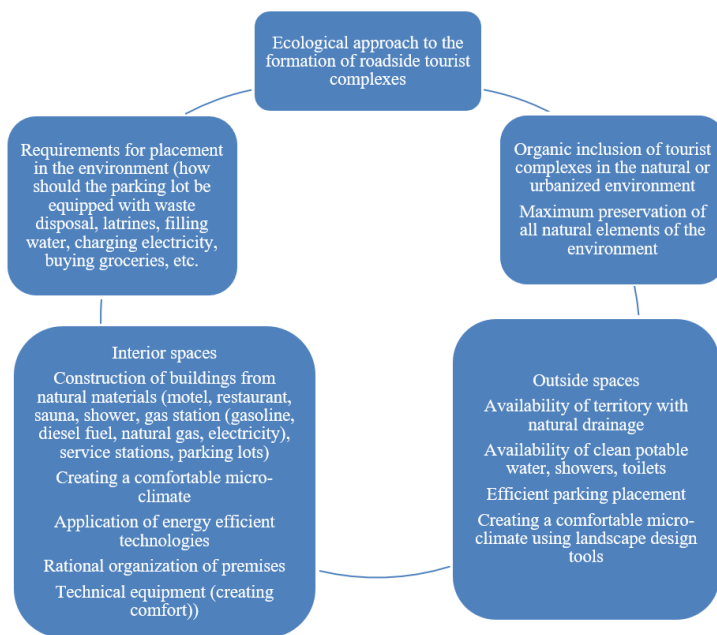 Ecological approach to the
formation of roadside tourist
complexes
Requirements for placement
in the environment (how
should the parking lot be
equipped with waste
disposal, latrines, filling
water, charging electricity,
buying groceries, etc.
Organic inclusion of tourist
complexes in the natural or
urbanized environment
Maximum preservation of
all natural elements of the
environment
Interior spaces
Construction of buildings from
natural materials (motel, restaurant,
sauna, shower, gas station (gasoline,
diesel fuel, natural gas, electricity),
service stations, parking lots)
Creating a comfortable micro-
climate
Application of energy efficient
technologies
Rational organization of premises
Technical equipment (creating
comfort))
Outside spaces
Availability of territory with
natural drainage
Availability of clean potable
water, showers, toilets
Efficient parking placement
Creating a comfortable micro-
climate using landscape design
tools